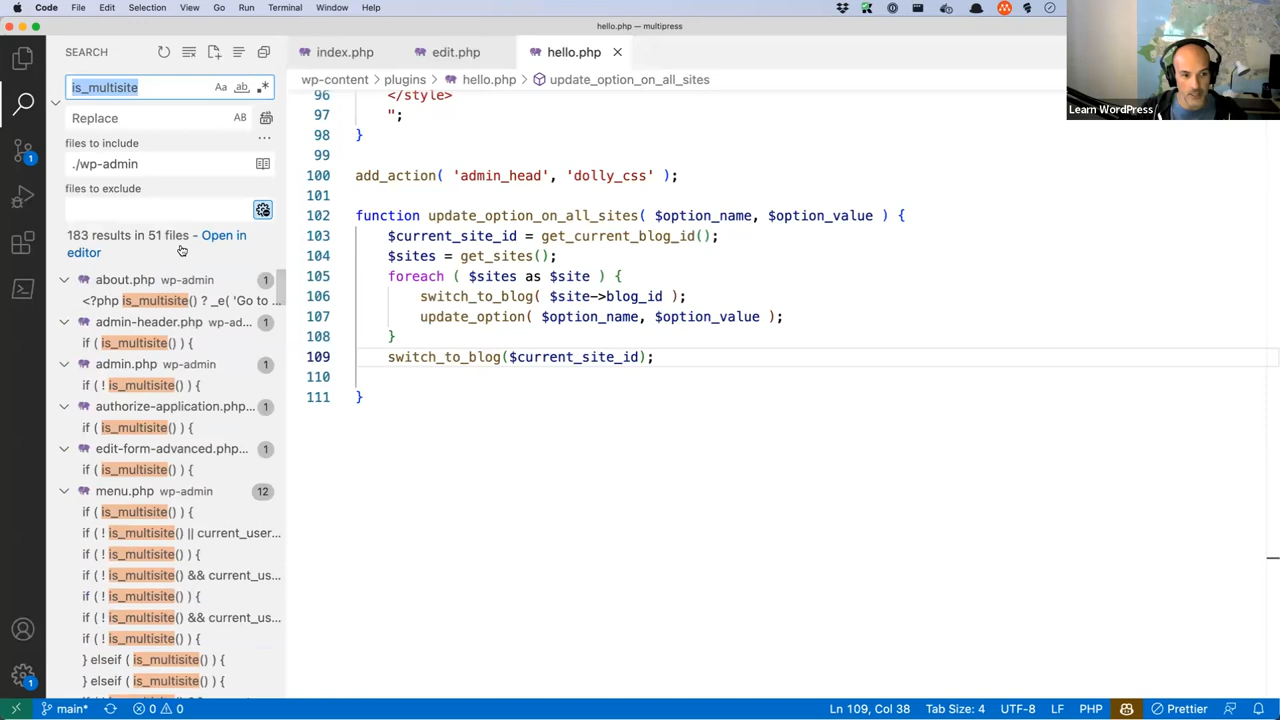 Code File Edit Selection View Go Run Terminal Window Help
hello.php — multipress
SEARCH
is_multisite
Aa ab .*
Replace
AB
files to include
./wp-admin
files to exclude
183 results in 51 files - Open in
editor
about.php wp-admin 1
<?php is_multisite() ? _e( 'Go to ...
admin-header.php wp-ad... 1
if ( is_multisite() ) {
admin.php wp-admin 1
if ( ! is_multisite() ) {
authorize-application.php... 1
if ( is_multisite() ) {
edit-form-advanced.php... 1
if ( is_multisite() ) {
menu.php wp-admin 12
if ( is_multisite() ) {
if ( ! is_multisite() || current_user...
if ( ! is_multisite() ) {
if ( ! is_multisite() && current_us...
if ( ! is_multisite() ) {
if ( ! is_multisite() && current_us...
if ( ! is_multisite() ) {
} elseif ( is_multisite() ) {
} elseif ( is_multisite() ) {
index.php edit.php hello.php
wp-content > plugins > hello.php > update_option_on_all_sites
96 </style>
97 ";
98 }
99
100 add_action( 'admin_head', 'dolly_css' );
101
102 function update_option_on_all_sites( $option_name, $option_value ) {
103 $current_site_id = get_current_blog_id();
104 $sites = get_sites();
105 foreach ( $sites as $site ) {
106 switch_to_blog( $site->blog_id );
107 update_option( $option_name, $option_value );
108 }
109 switch_to_blog($current_site_id);
110
111 }
Learn WordPress
1
1
main* 0 0 Ln 109, Col 38 Tab Size: 4 UTF-8 LF PHP Prettier